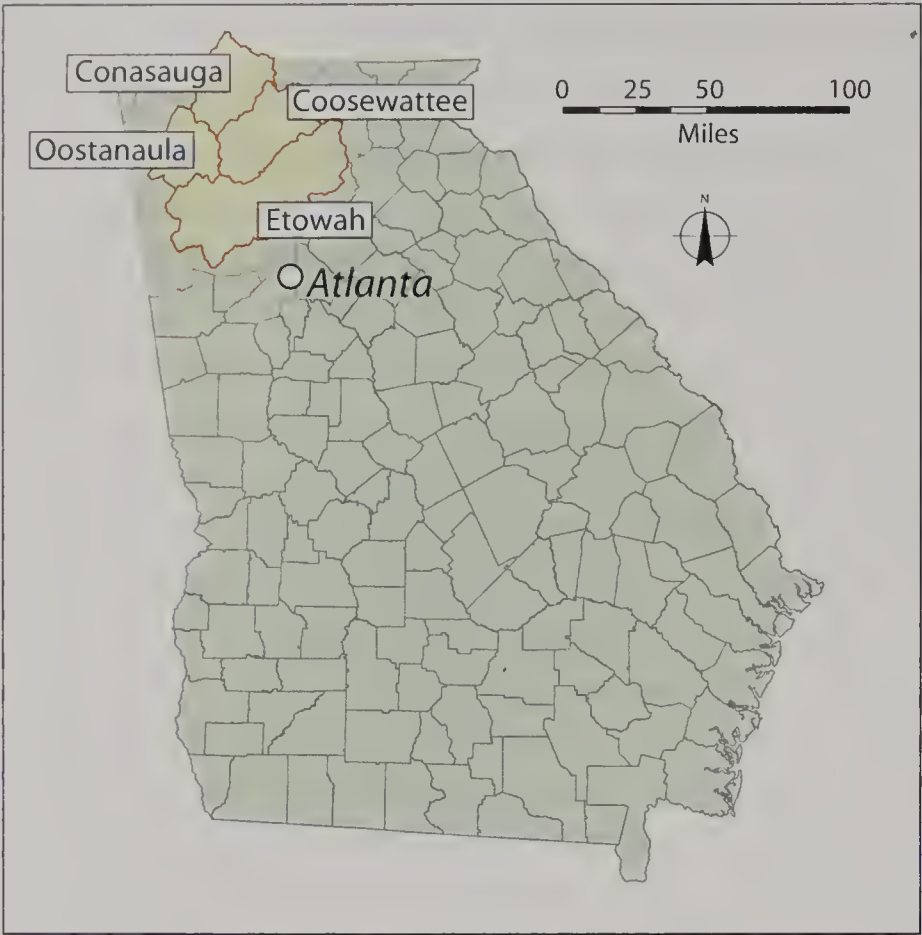 Conasauga
Coosewattee
Oostanaula
Etowah
Atlanta
0 25 50 100
Miles
N